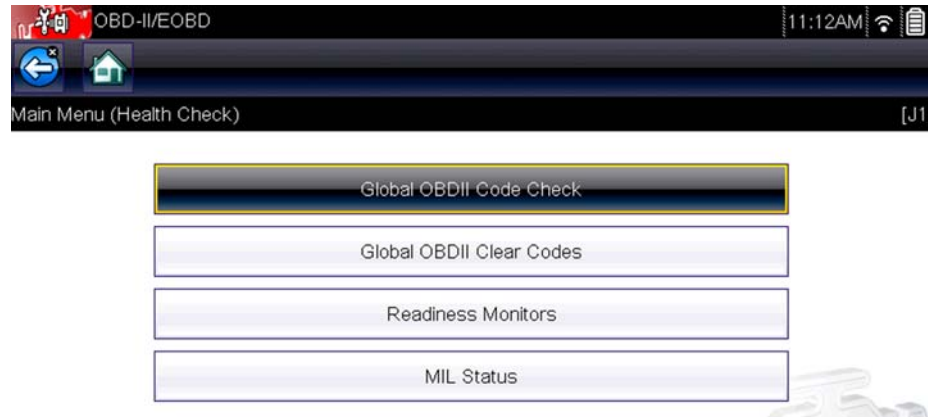 OBD-II/EOBD 11:12AM
Main Menu (Health Check) [J1
Global OBDII Code Check
Global OBDII Clear Codes
Readiness Monitors
MIL Status